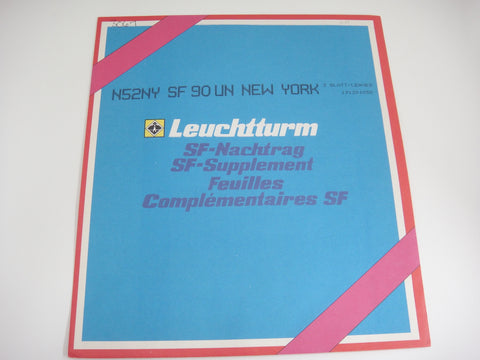 N52NY SF 90 UN NEW YORK
Leuchtturm
SF-Nachtrag
SF-Supplement
Feuilles
Complémentaires SF